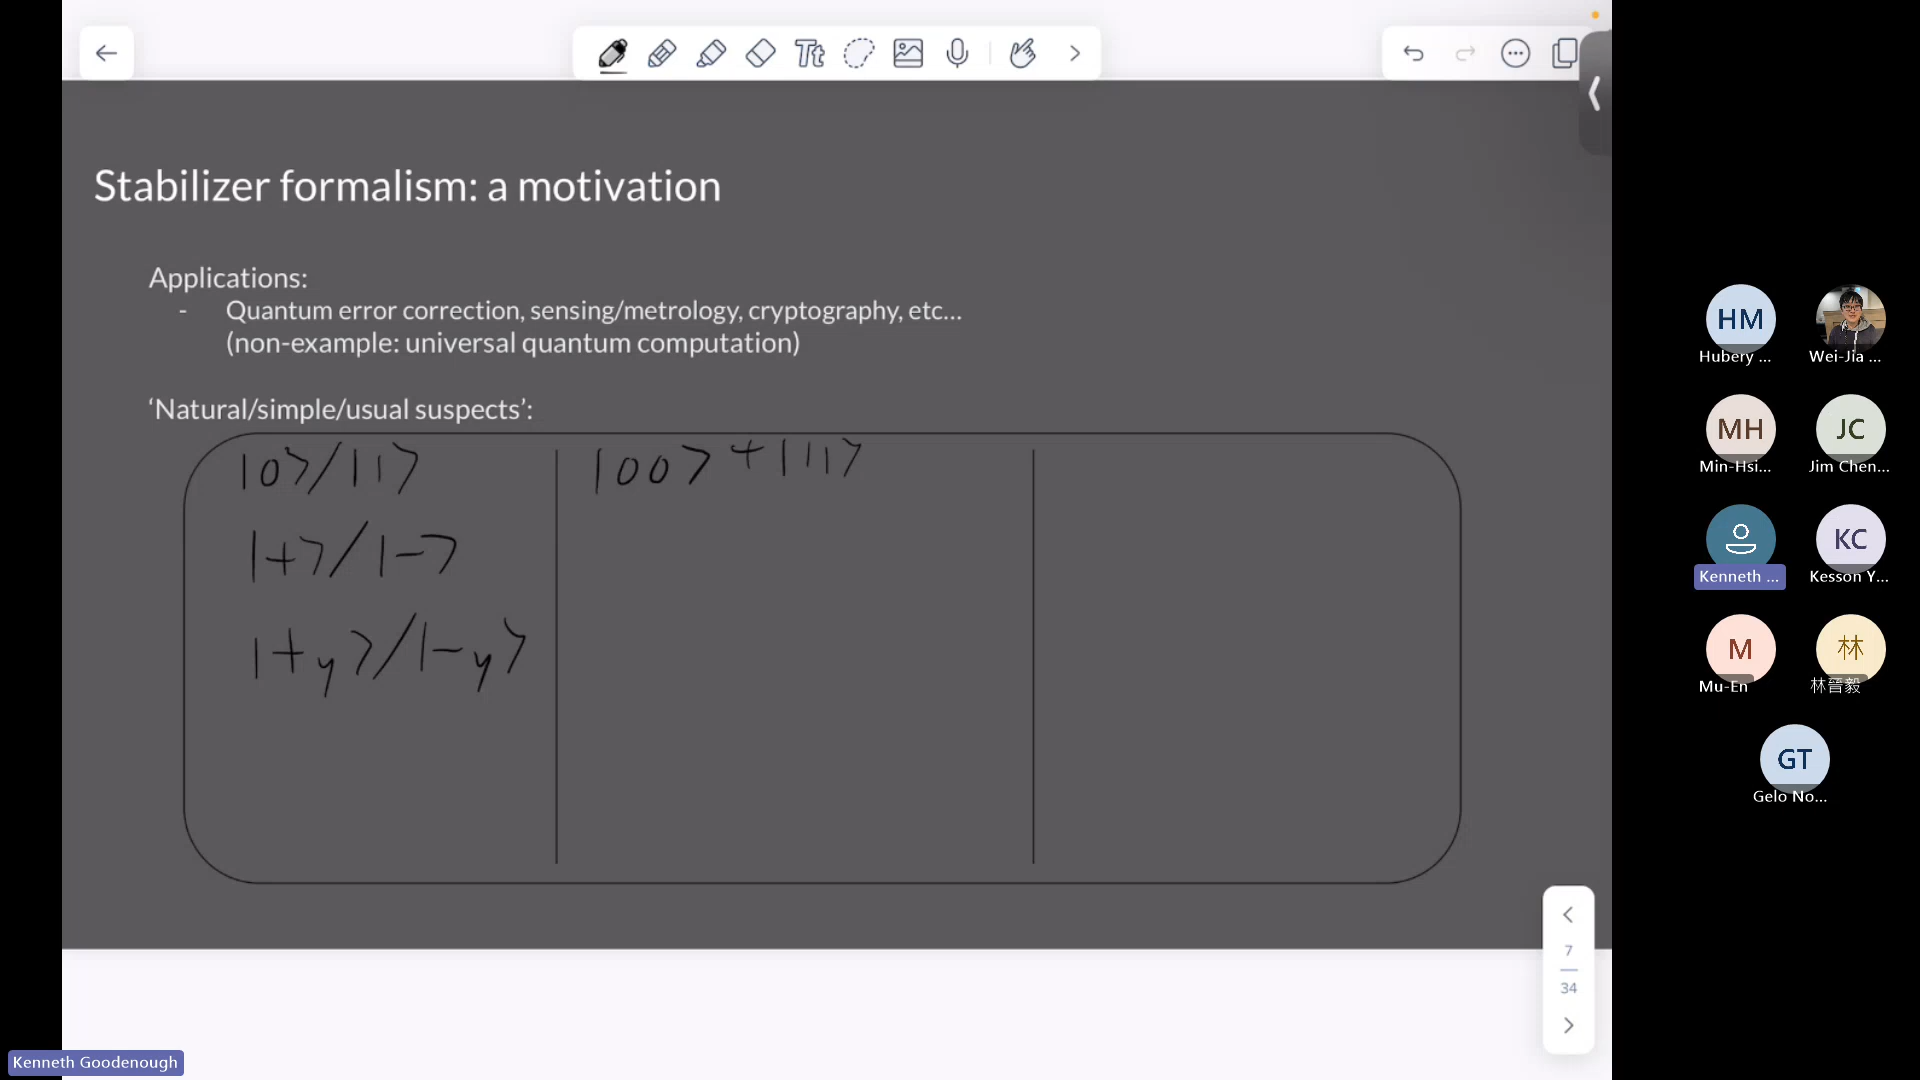 Stabilizer formalism: a motivation
Applications:
- Quantum error correction, sensing/metrology, cryptography, etc...
(non-example: universal quantum computation)
‘Natural/simple/usual suspects’:
|0⟩/|1⟩
|+⟩/|-⟩
|+y⟩/|-y⟩
|00⟩+|11⟩
7
34
HM
Hubery ...
Wei-Jia ...
MH
Min-Hsi...
JC
Jim Chen...
Kenneth ...
KC
Kesson Y...
M
Mu-En
林
林晉毅
GT
Gelo No...
Kenneth Goodenough